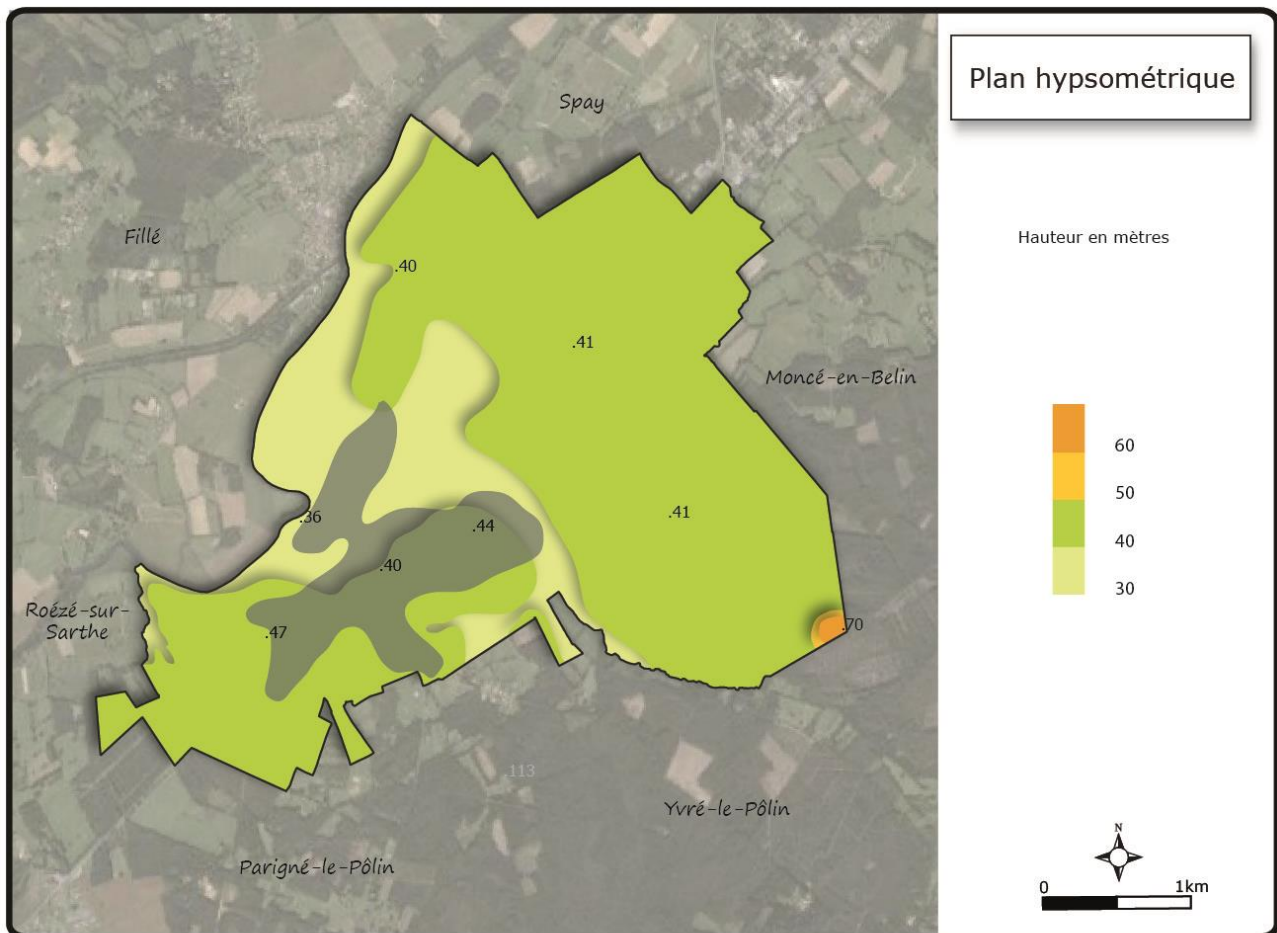 Plan hypsométrique
Spay
Fillé
Hauteur en mètres
.40
.41
Moncé-en-Belin
60
50
.36
.44
.41
40
.40
30
Roézé-sur-
Sarthe
.47
.70
.113
Yvré-le-Pôlin
Parigné-le-Pôlin
N
0 1km